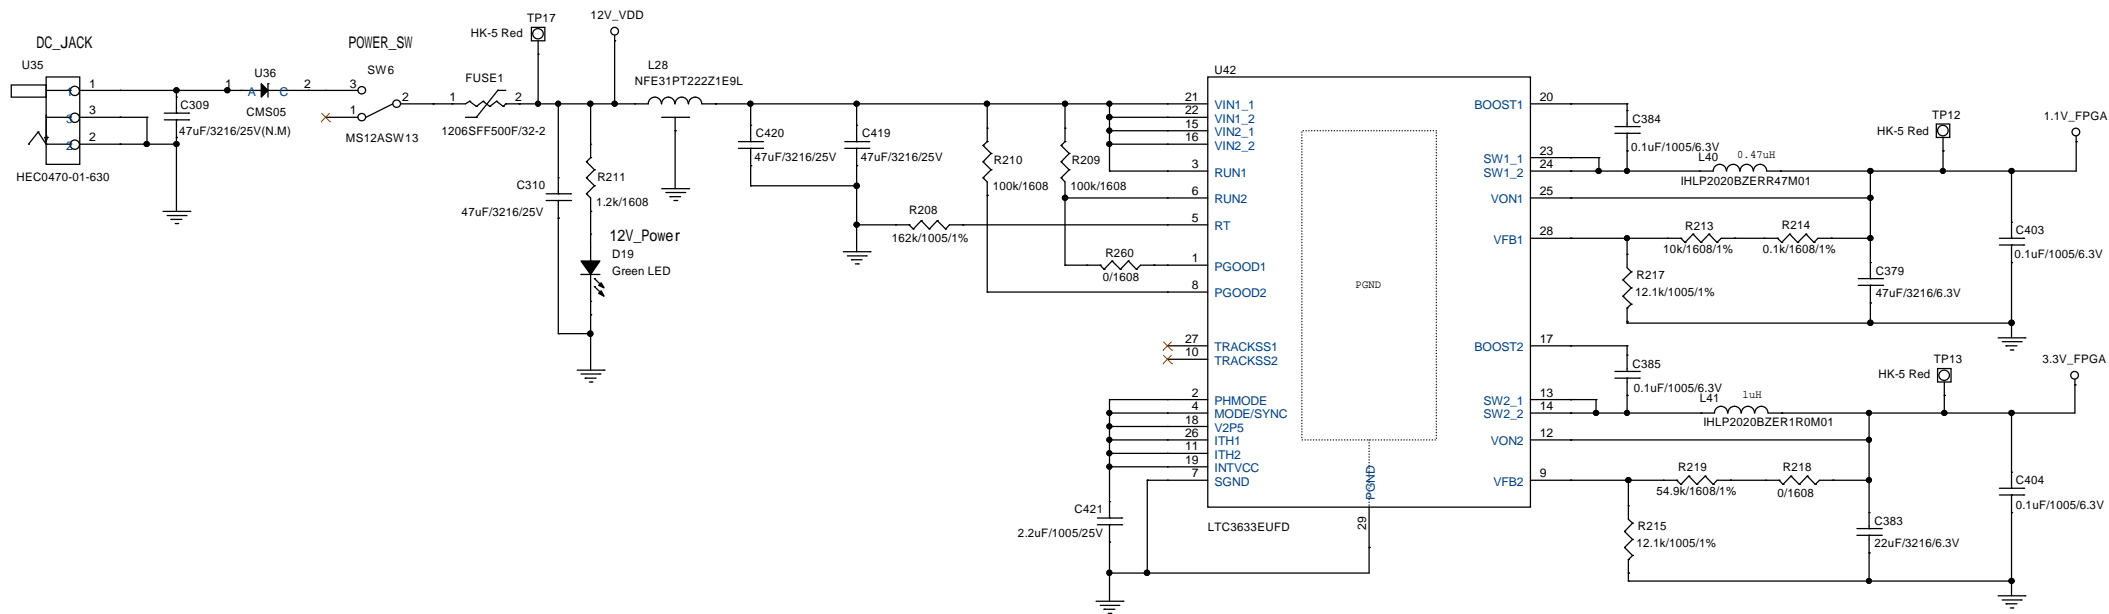 DC_JACK
U35
1
3
2
HEC0470-01-630
C309
47uF/3216/25V(N.M)
1
U36
A C
2
CMS05
POWER_SW
SW6
3
1
2
MS12ASW13
FUSE1
1
2
1206SFF500F/32-2
TP17
HK-5 Red
12V_VDD
L28
NFE31PT222Z1E9L
C310
47uF/3216/25V
R211
1.2k/1608
12V_Power
D19
Green LED
C420
47uF/3216/25V
C419
47uF/3216/25V
R210
100k/1608
R209
100k/1608
R208
162k/1005/1%
R260
0/1608
C421
2.2uF/1005/25V
U42
21 VIN1_1
22 VIN1_2
15 VIN2_1
16 VIN2_2
3 RUN1
6 RUN2
5 RT
1 PGOOD1
8 PGOOD2
27 TRACKSS1
10 TRACKSS2
2 PHMODE
4 MODE/SYNC
18 V2P5
26 ITH1
11 ITH2
19 INTVCC
7 SGND
LTC3633EUFD
PGND
PGND
29
BOOST1 20
SW1_1 23
SW1_2 24
VON1 25
VFB1 28
BOOST2 17
SW2_1 13
SW2_2 14
VON2 12
VFB2 9
C384
0.1uF/1005/6.3V
L40
0.47uH
IHLP2020BZERR47M01
TP12
HK-5 Red
1.1V_FPGA
R213
10k/1608/1%
R214
0.1k/1608/1%
R217
12.1k/1005/1%
C379
47uF/3216/6.3V
C403
0.1uF/1005/6.3V
C385
0.1uF/1005/6.3V
L41
1uH
IHLP2020BZER1R0M01
TP13
HK-5 Red
3.3V_FPGA
R219
54.9k/1608/1%
R218
0/1608
R215
12.1k/1005/1%
C383
22uF/3216/6.3V
C404
0.1uF/1005/6.3V